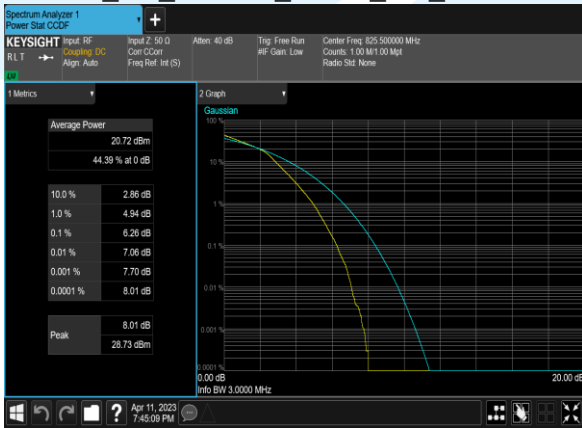 Spectrum Analyzer 1
Power Stat CCDF
KEYSIGHT
Input: RF
Coupling: DC
Align: Auto
Input Z: 50 Ω
Corr CCorr
Freq Ref: Int (S)
Atten: 40 dB
Trig: Free Run
#IF Gain: Low
Center Freq: 825.500000 MHz
Counts: 1.00 M/1.00 Mpt
Radio Std: None
R L T
1 Metrics
Average Power
20.72 dBm
44.39 % at 0 dB
10.0 % 2.86 dB
1.0 % 4.94 dB
0.1 % 6.26 dB
0.01 % 7.06 dB
0.001 % 7.70 dB
0.0001 % 8.01 dB
Peak
8.01 dB
28.73 dBm
2 Graph
Gaussian
100 %
10 %
1 %
0.1 %
0.01 %
0.001 %
0.0001 %
0.00 dB
20.00 dB
Info BW 3.0000 MHz
Apr 11, 2023
7:45:09 PM